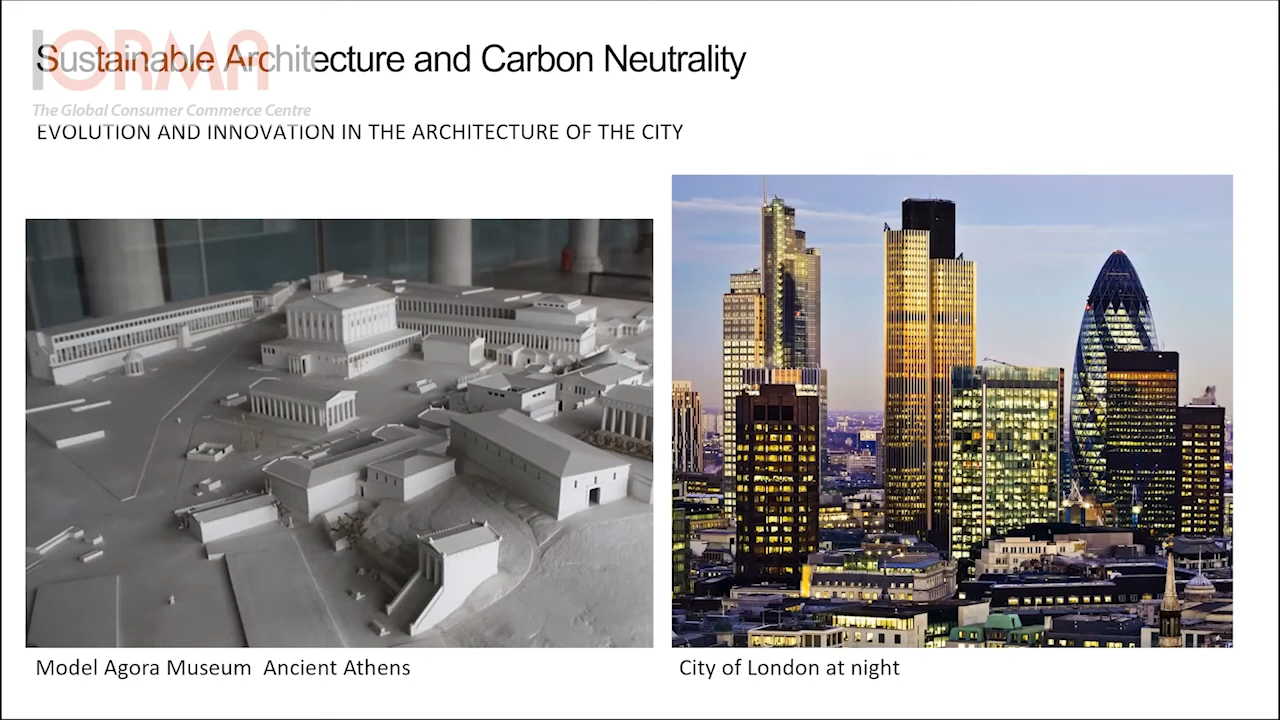 IORMA
Sustainable Architecture and Carbon Neutrality
The Global Consumer Commerce Centre
EVOLUTION AND INNOVATION IN THE ARCHITECTURE OF THE CITY
Model Agora Museum Ancient Athens
City of London at night